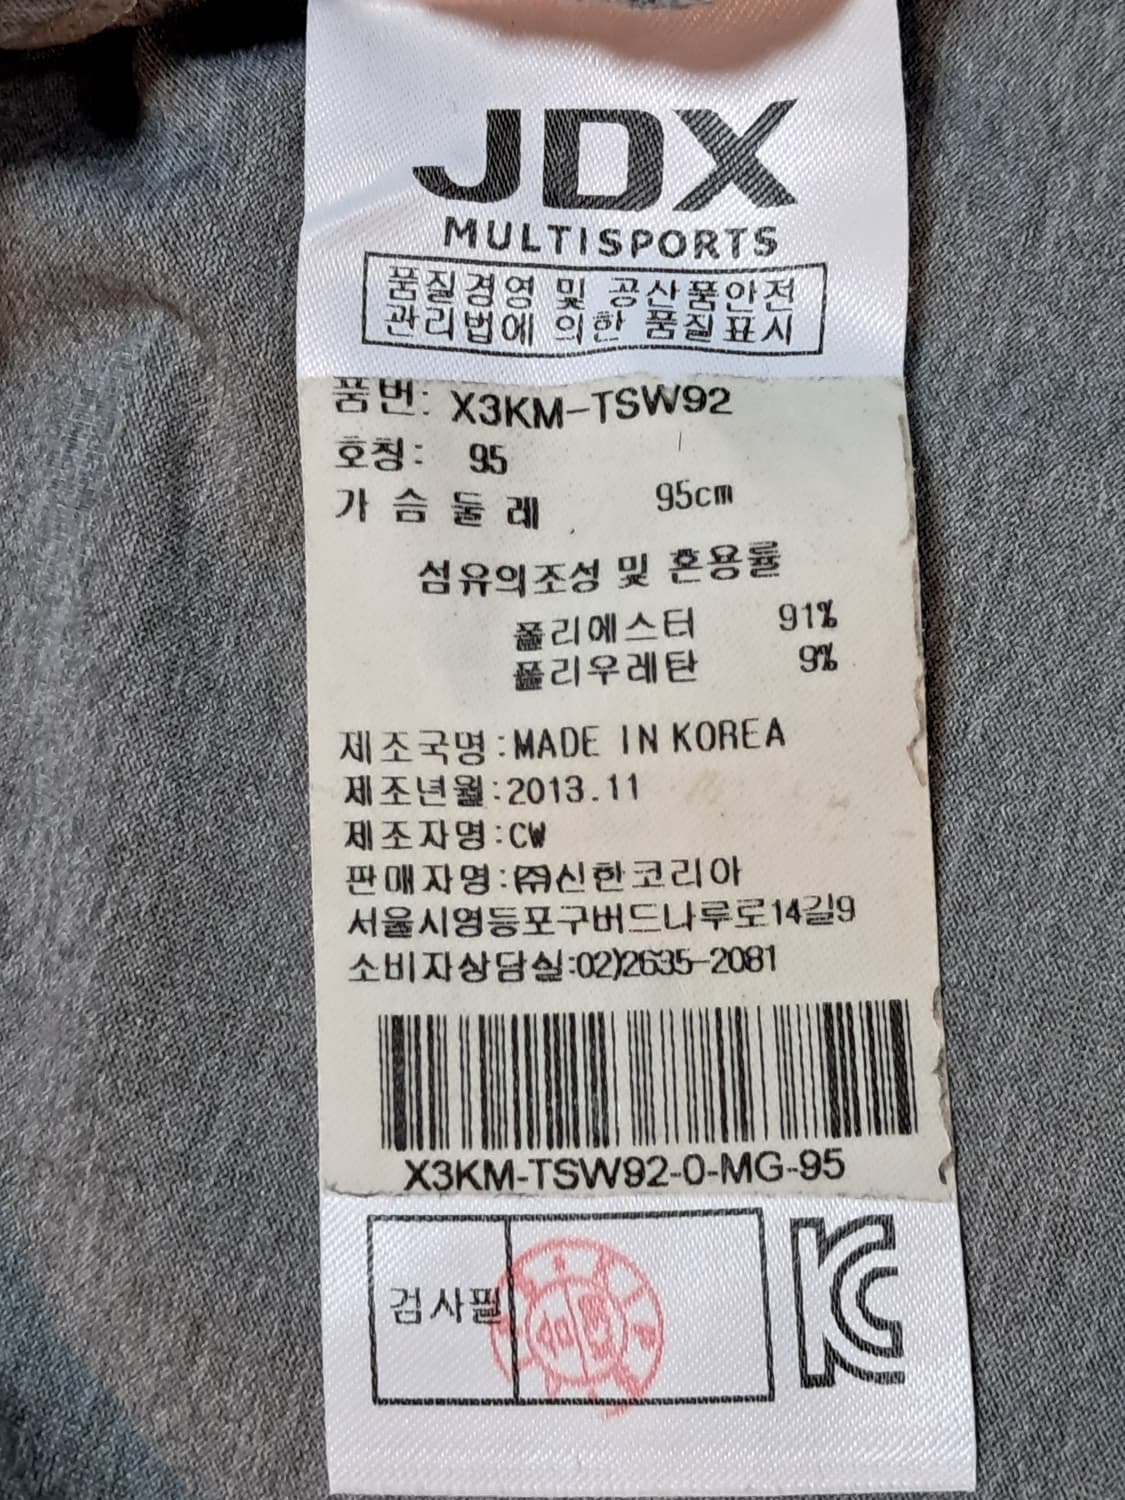 JDX
MULTISPORTS
품질경영 및 공산품안전
관리법에 의한 품질표시
품번: X3KM-TSW92
호칭: 95
가 슴 둘 레 95cm
섬유의조성 및 혼용률
폴리에스터 91%
폴리우레탄 9%
제조국명:MADE IN KOREA
제조년월:2013.11
제조자명:CW
판매자명:㈜신한코리아
서울시영등포구버드나루로14길9
소비자상담실:02)2635-2081
X3KM-TSW92-0-MG-95
검사필
KC